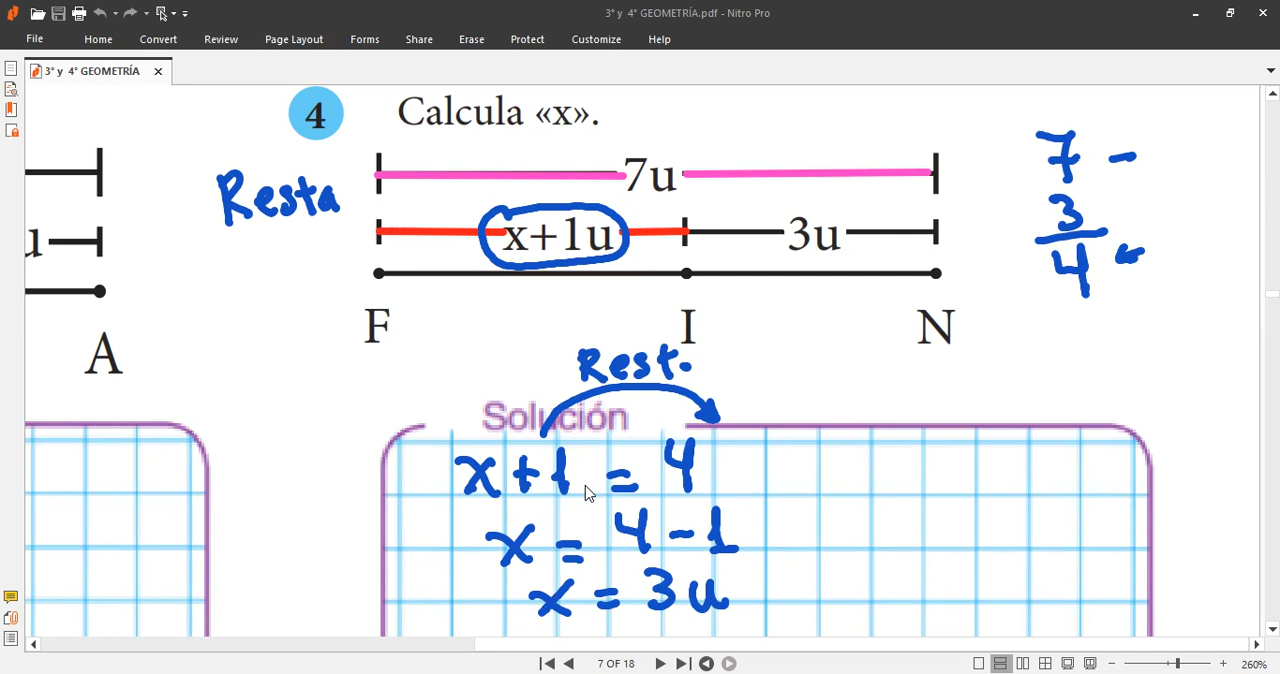 3° y 4° GEOMETRÍA.pdf - Nitro Pro
File Home Convert Review Page Layout Forms Share Erase Protect Customize Help
3° y 4° GEOMETRÍA
4 Calcula «x».
7u
Resta
x+1u 3u
u
F I N
A
7 -
3
4
Rest.
Solución
x + 1 = 4
x = 4 - 1
x = 3u
7 OF 18
260%